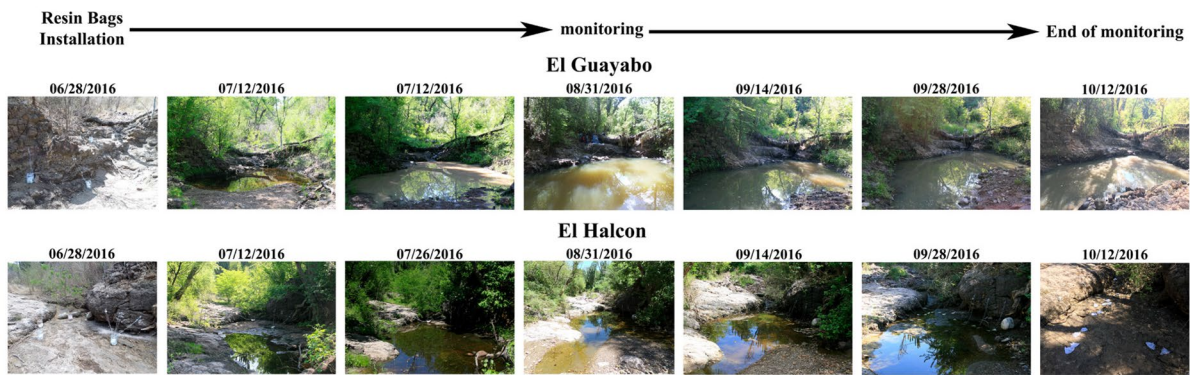 Resin Bags
Installation
monitoring
End of monitoring
El Guayabo
06/28/2016 07/12/2016 07/12/2016 08/31/2016 09/14/2016 09/28/2016 10/12/2016
El Halcon
06/28/2016 07/12/2016 07/26/2016 08/31/2016 09/14/2016 09/28/2016 10/12/2016